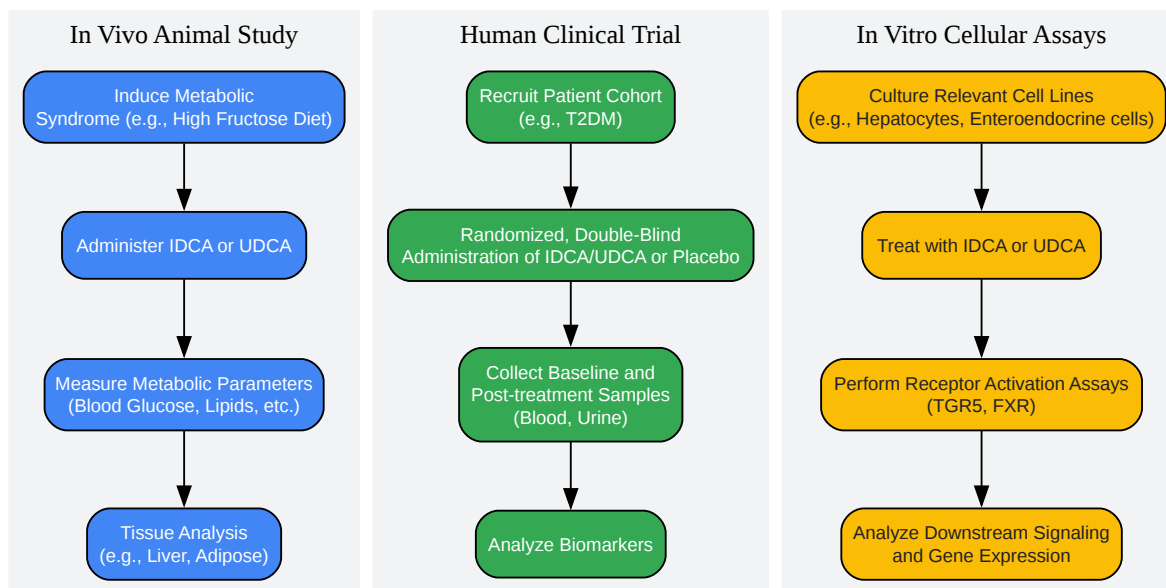 In Vivo Animal Study
Induce Metabolic
Syndrome (e.g., High Fructose Diet)
Administer IDCA or UDCA
Measure Metabolic Parameters
(Blood Glucose, Lipids, etc.)
Tissue Analysis
(e.g., Liver, Adipose)
Human Clinical Trial
Recruit Patient Cohort
(e.g., T2DM)
Randomized, Double-Blind
Administration of IDCA/UDCA or Placebo
Collect Baseline and
Post-treatment Samples
(Blood, Urine)
Analyze Biomarkers
In Vitro Cellular Assays
Culture Relevant Cell Lines
(e.g., Hepatocytes, Enteroendocrine cells)
Treat with IDCA or UDCA
Perform Receptor Activation Assays
(TGR5, FXR)
Analyze Downstream Signaling
and Gene Expression